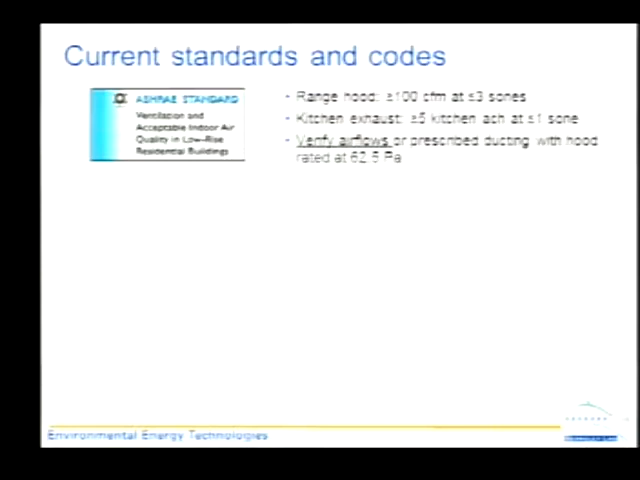 Current standards and codes
ASHRAE STANDARD
Ventilation and
Acceptable Indoor Air
Quality in Low-Rise
Residential Buildings
- Range hood: ≥100 cfm at ≤3 sones
- Kitchen exhaust: ≥5 kitchen ach at ≤1 sone
- Verify airflows or prescribed ducting with hood
rated at 62.5 Pa
Environmental Energy Technologies